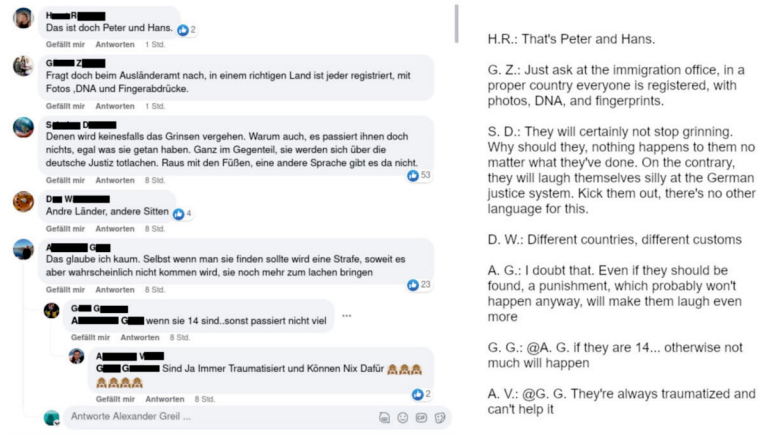 H R
Das ist doch Peter und Hans.
2
Gefällt mir Antworten 1 Std.
G Z
Fragt doch beim Ausländeramt nach, in einem richtigen Land ist jeder registriert, mit
Fotos ,DNA und Fingerabdrücke.
Gefällt mir Antworten 1 Std.
S D
Denen wird keinesfalls das Grinsen vergehen. Warum auch, es passiert ihnen doch
nichts, egal was sie getan haben. Ganz im Gegenteil, sie werden sich über die
deutsche Justiz totlachen. Raus mit den Füßen, eine andere Sprache gibt es da nicht.
53
Gefällt mir Antworten 8 Std.
D W
Andre Länder, andere Sitten
4
Gefällt mir Antworten 8 Std.
A G
Das glaube ich kaum. Selbst wenn man sie finden sollte wird eine Strafe, soweit es
aber wahrscheinlich nicht kommen wird, sie noch mehr zum lachen bringen
23
Gefällt mir Antworten 8 Std.
G G
A G wenn sie 14 sind..sonst passiert nicht viel
Gefällt mir Antworten 8 Std.
A V
G G Sind Ja Immer Traumatisiert und Können Nix Dafür 🙈🙈🙈
🙈🙈🙈🙈
2
Gefällt mir Antworten 8 Std.
Antworte Alexander Greil ...
GIF
H.R.: That's Peter and Hans.
G. Z.: Just ask at the immigration office, in a
proper country everyone is registered, with
photos, DNA, and fingerprints.
S. D.: They will certainly not stop grinning.
Why should they, nothing happens to them no
matter what they've done. On the contrary,
they will laugh themselves silly at the German
justice system. Kick them out, there's no other
language for this.
D. W.: Different countries, different customs
A. G.: I doubt that. Even if they should be
found, a punishment, which probably won't
happen anyway, will make them laugh even
more
G. G.: @A. G. if they are 14... otherwise not
much will happen
A. V.: @G. G. They're always traumatized and
can't help it